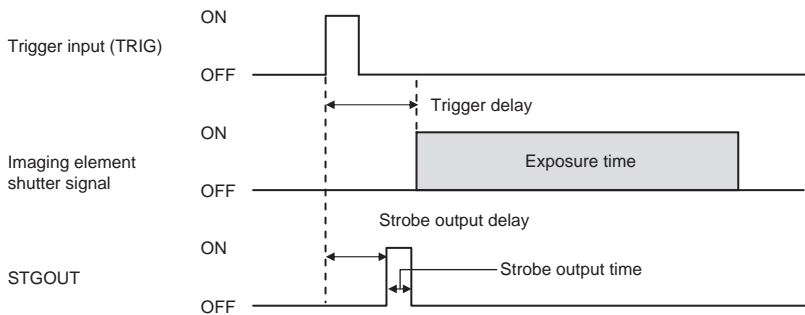 ON
Trigger input (TRIG)
OFF
Trigger delay
ON
Imaging element
shutter signal
Exposure time
OFF
Strobe output delay
ON
STGOUT
Strobe output time
OFF